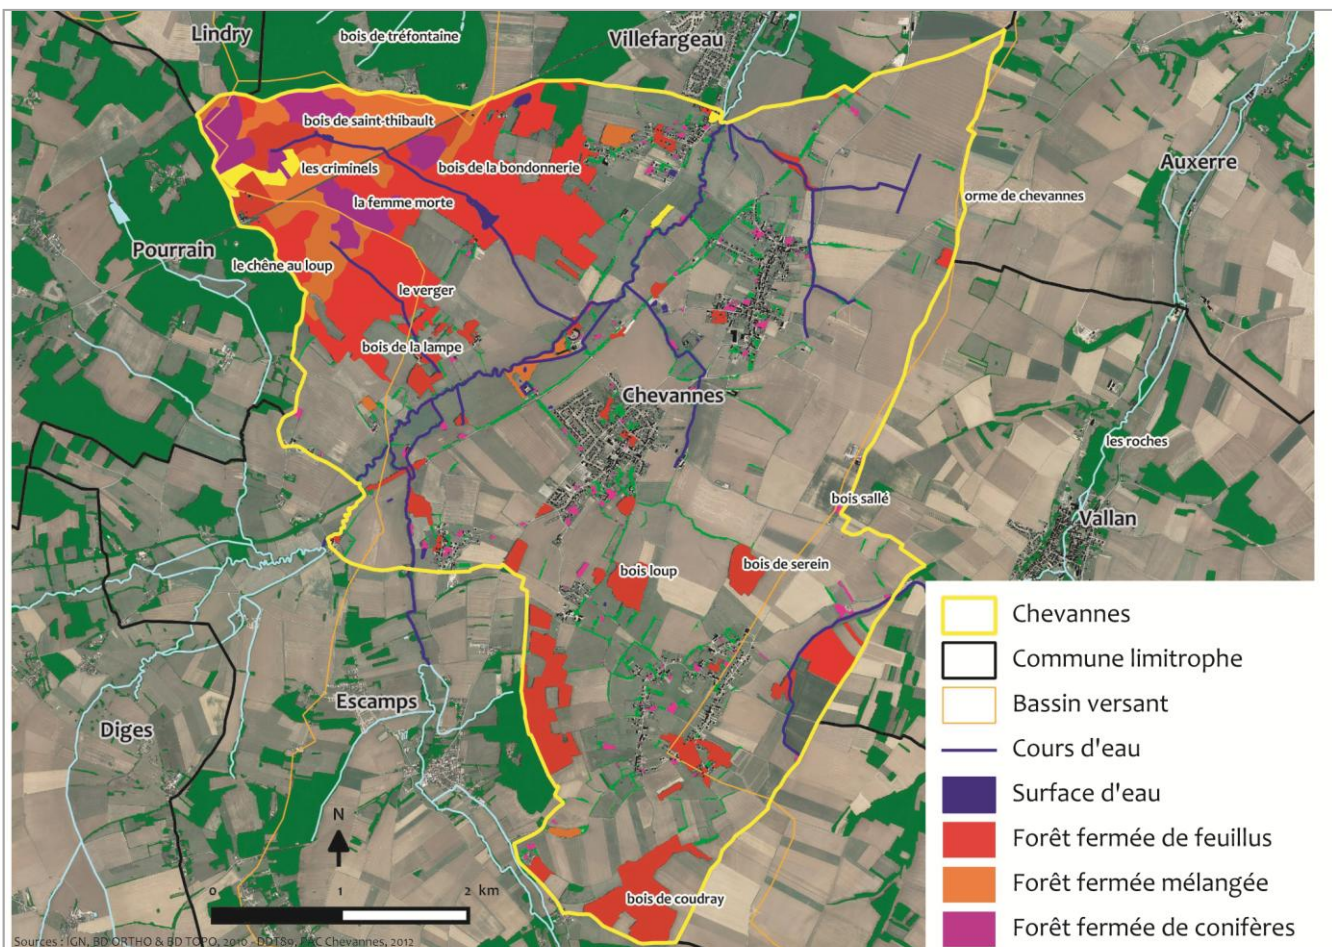 Lindry
bois de tréfontaine
Villefargeau
bois de saint-thibault
les criminels
bois de la bondonnerie
Auxerre
la femme morte
orme de chevannes
Pourrain
le chêne au loup
le verger
bois de la lampe
Chevannes
les roches
bois sallé
Vallan
bois loup
bois de serein
Escamps
Diges
bois de coudray
N
0 1 2 km
Sources : IGN, BD ORTHO & BD TOPO, 2010 - DDT89, PAC Chevannes, 2012
Chevannes
Commune limitrophe
Bassin versant
Cours d'eau
Surface d'eau
Forêt fermée de feuillus
Forêt fermée mélangée
Forêt fermée de conifères